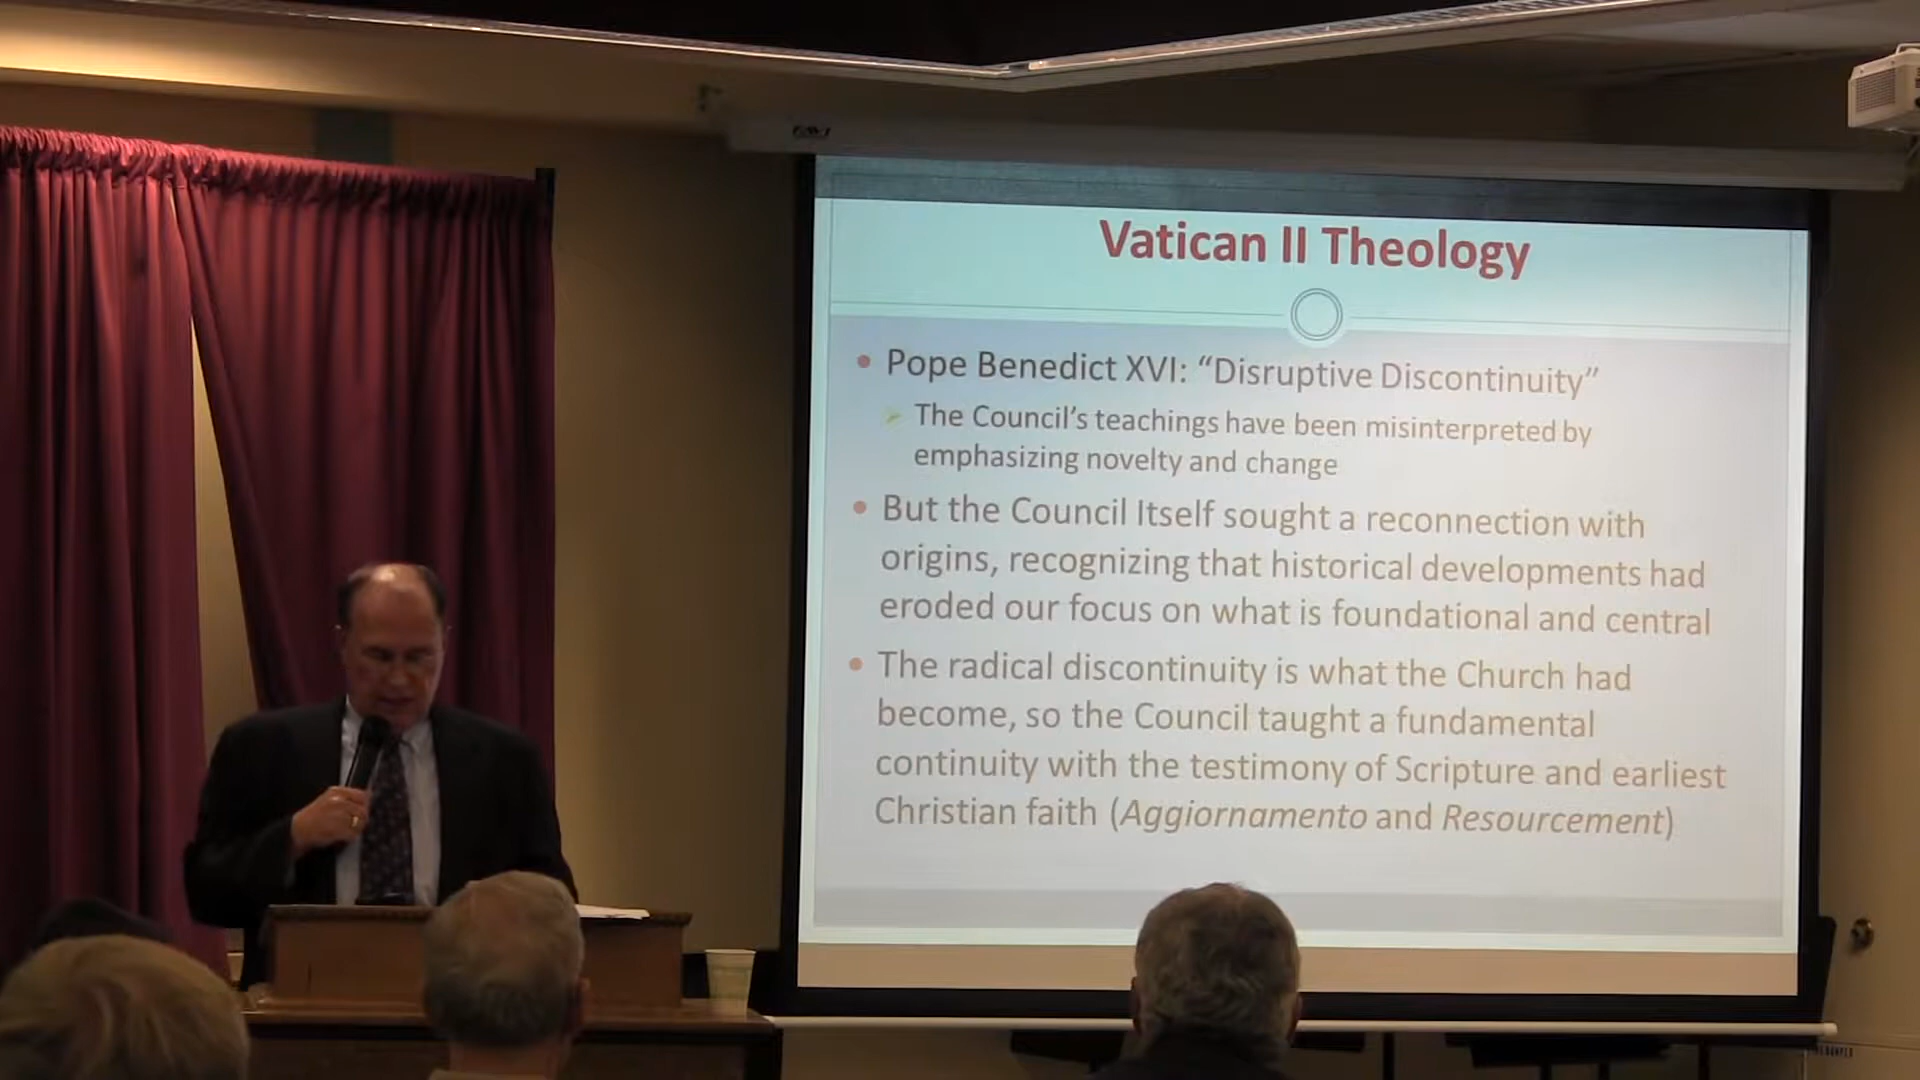 Vatican II Theology
• Pope Benedict XVI: “Disruptive Discontinuity”
The Council’s teachings have been misinterpreted by
emphasizing novelty and change
• But the Council Itself sought a reconnection with
origins, recognizing that historical developments had
eroded our focus on what is foundational and central
• The radical discontinuity is what the Church had
become, so the Council taught a fundamental
continuity with the testimony of Scripture and earliest
Christian faith (Aggiornamento and Resourcement)